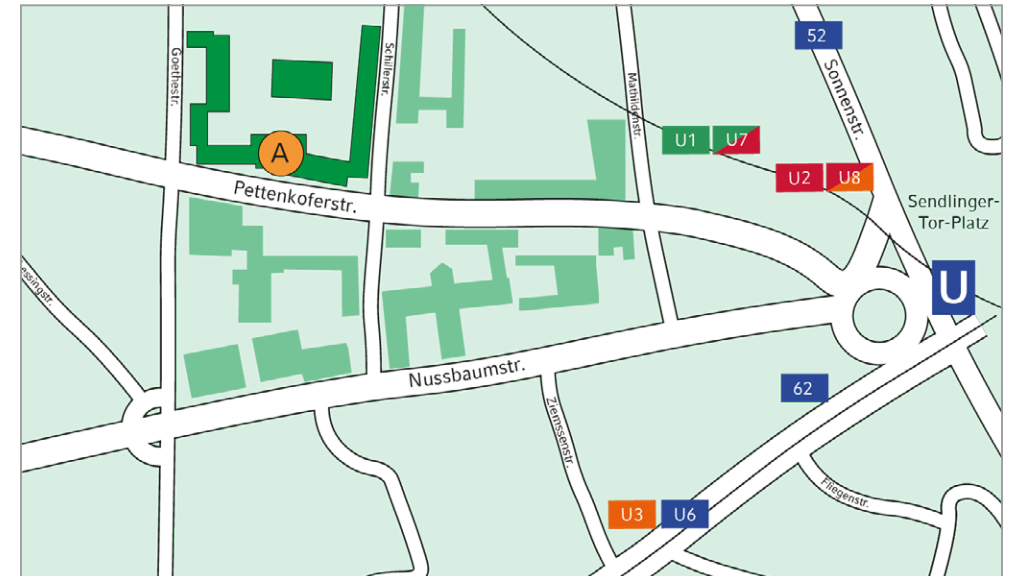 52
Goethestr.
Schillerstr.
Mathildenstr.
Sonnenstr.
U1
U7
A
U2
U8
Pettenkoferstr.
Sendlinger-
Tor-Platz
U
essingstr.
Nussbaumstr.
62
Ziemssenstr.
Fliegenstr.
U3
U6